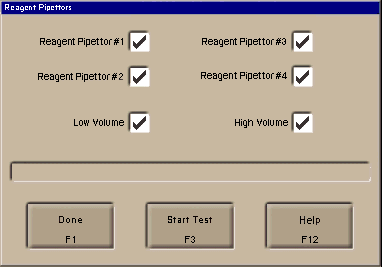 Reagent Pipettors
Reagent Pipettor #1
Reagent Pipettor #3
Reagent Pipettor #2
Reagent Pipettor #4
Low Volume
High Volume
Done
F1
Start Test
F3
Help
F12